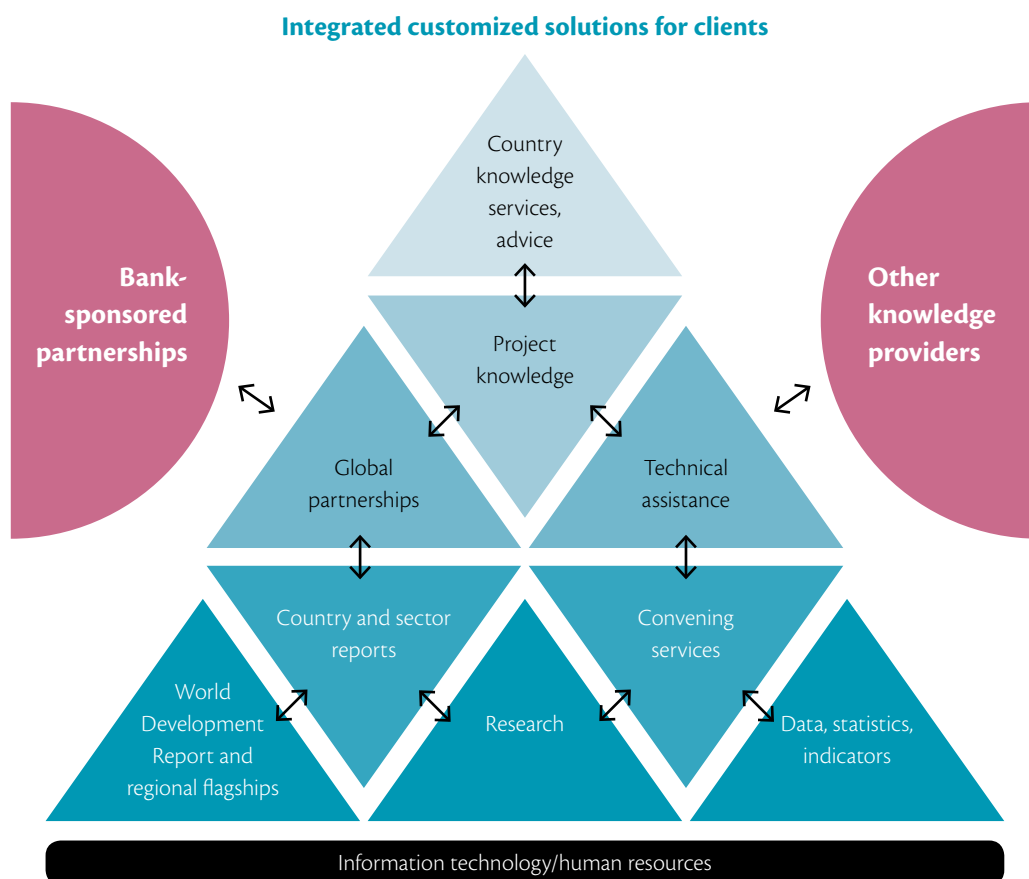 Integrated customized solutions for clients
Country
knowledge
services,
advice
Bank-
sponsored
partnerships
Other
knowledge
providers
Project
knowledge
Global
partnerships
Technical
assistance
Country and sector
reports
Convening
services
World
Development
Report and
regional flagships
Research
Data, statistics,
indicators
Information technology/human resources